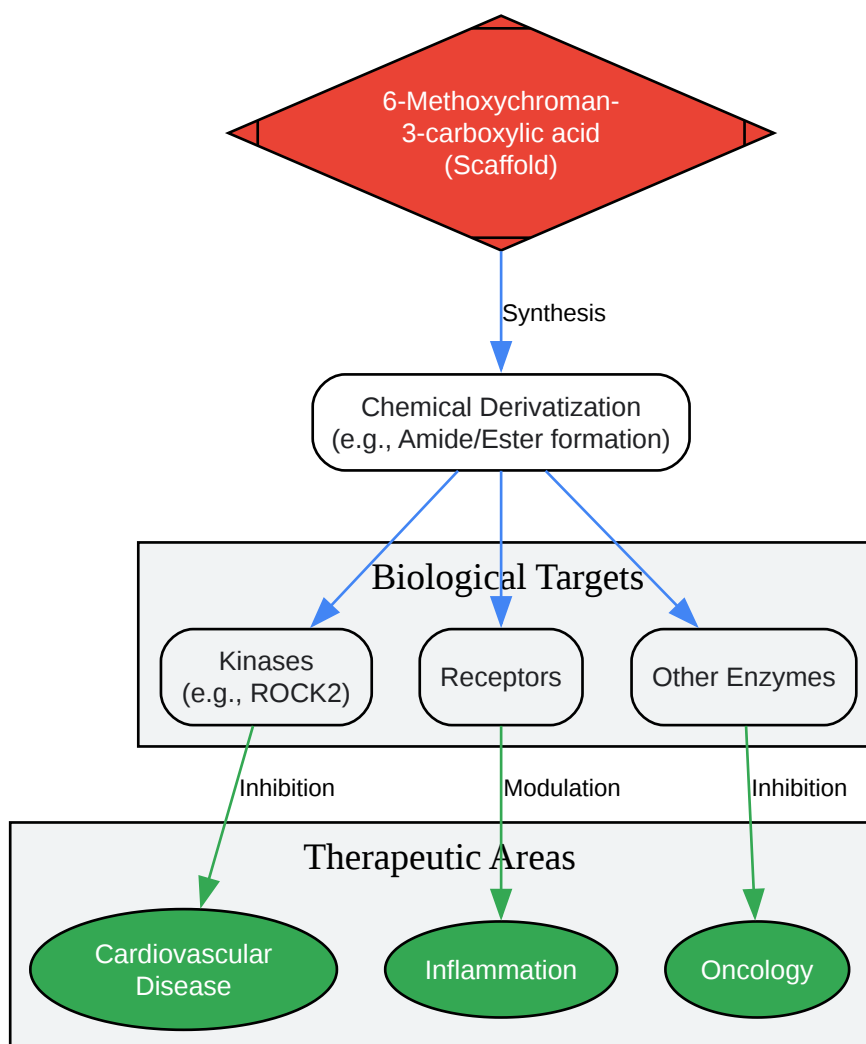 6-Methoxychroman-
3-carboxylic acid
(Scaffold)
Synthesis
Chemical Derivatization
(e.g., Amide/Ester formation)
Biological Targets
Kinases
(e.g., ROCK2)
Receptors
Other Enzymes
Inhibition
Modulation
Inhibition
Therapeutic Areas
Cardiovascular
Disease
Inflammation
Oncology